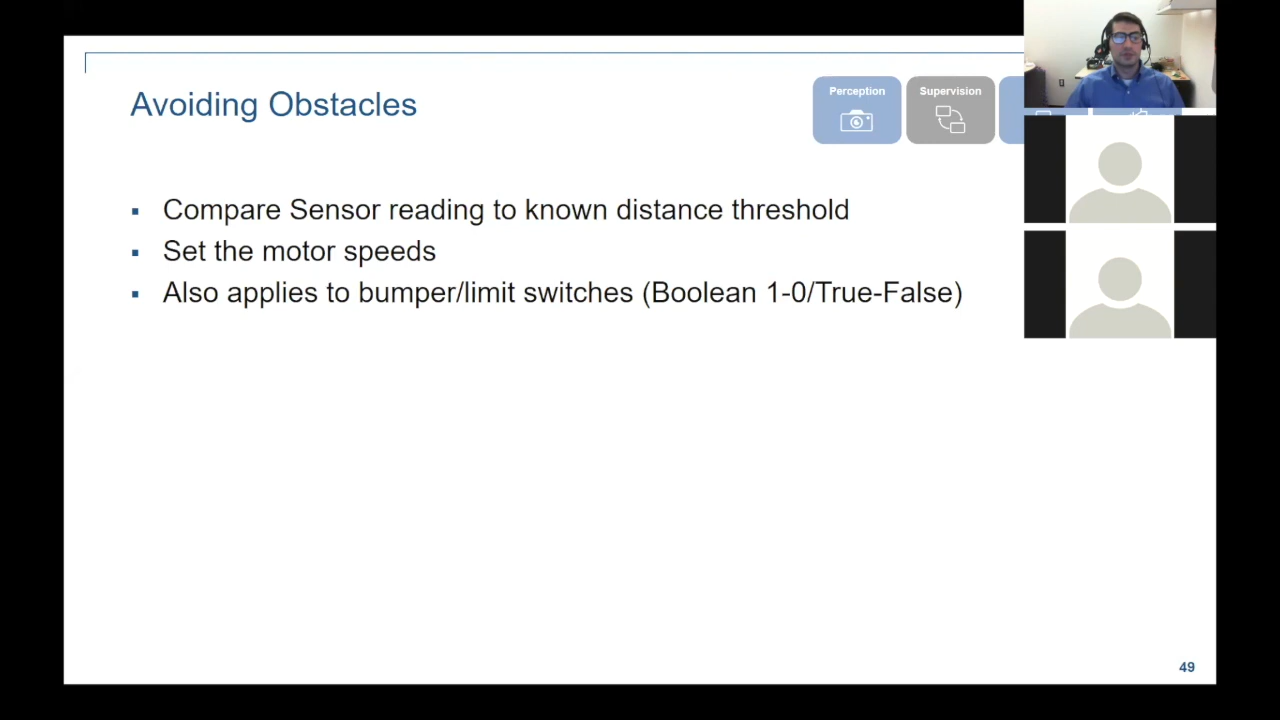 Avoiding Obstacles
Perception
Supervision
Compare Sensor reading to known distance threshold
Set the motor speeds
Also applies to bumper/limit switches (Boolean 1-0/True-False)
49